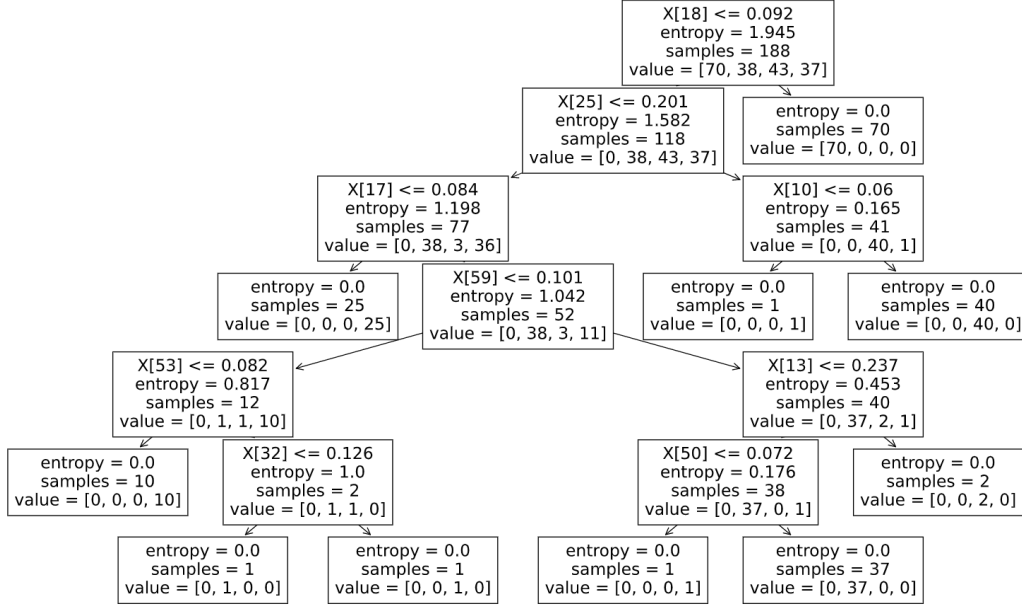 X[18] <= 0.092
entropy = 1.945
samples = 188
value = [70, 38, 43, 37]
X[25] <= 0.201
entropy = 1.582
samples = 118
value = [0, 38, 43, 37]
entropy = 0.0
samples = 70
value = [70, 0, 0, 0]
X[17] <= 0.084
entropy = 1.198
samples = 77
value = [0, 38, 3, 36]
X[10] <= 0.06
entropy = 0.165
samples = 41
value = [0, 0, 40, 1]
entropy = 0.0
samples = 25
value = [0, 0, 0, 25]
X[59] <= 0.101
entropy = 1.042
samples = 52
value = [0, 38, 3, 11]
entropy = 0.0
samples = 1
value = [0, 0, 0, 1]
entropy = 0.0
samples = 40
value = [0, 0, 40, 0]
X[53] <= 0.082
entropy = 0.817
samples = 12
value = [0, 1, 1, 10]
X[13] <= 0.237
entropy = 0.453
samples = 40
value = [0, 37, 2, 1]
entropy = 0.0
samples = 10
value = [0, 0, 0, 10]
X[32] <= 0.126
entropy = 1.0
samples = 2
value = [0, 1, 1, 0]
X[50] <= 0.072
entropy = 0.176
samples = 38
value = [0, 37, 0, 1]
entropy = 0.0
samples = 2
value = [0, 0, 2, 0]
entropy = 0.0
samples = 1
value = [0, 1, 0, 0]
entropy = 0.0
samples = 1
value = [0, 0, 1, 0]
entropy = 0.0
samples = 1
value = [0, 0, 0, 1]
entropy = 0.0
samples = 37
value = [0, 37, 0, 0]